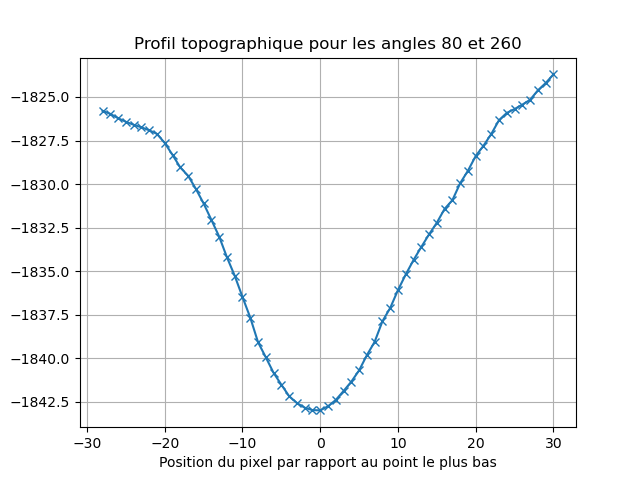 Profil topographique pour les angles 80 et 260
−1825.0
−1827.5
−1830.0
−1832.5
−1835.0
−1837.5
−1840.0
−1842.5
−30 −20 −10 0 10 20 30
Position du pixel par rapport au point le plus bas